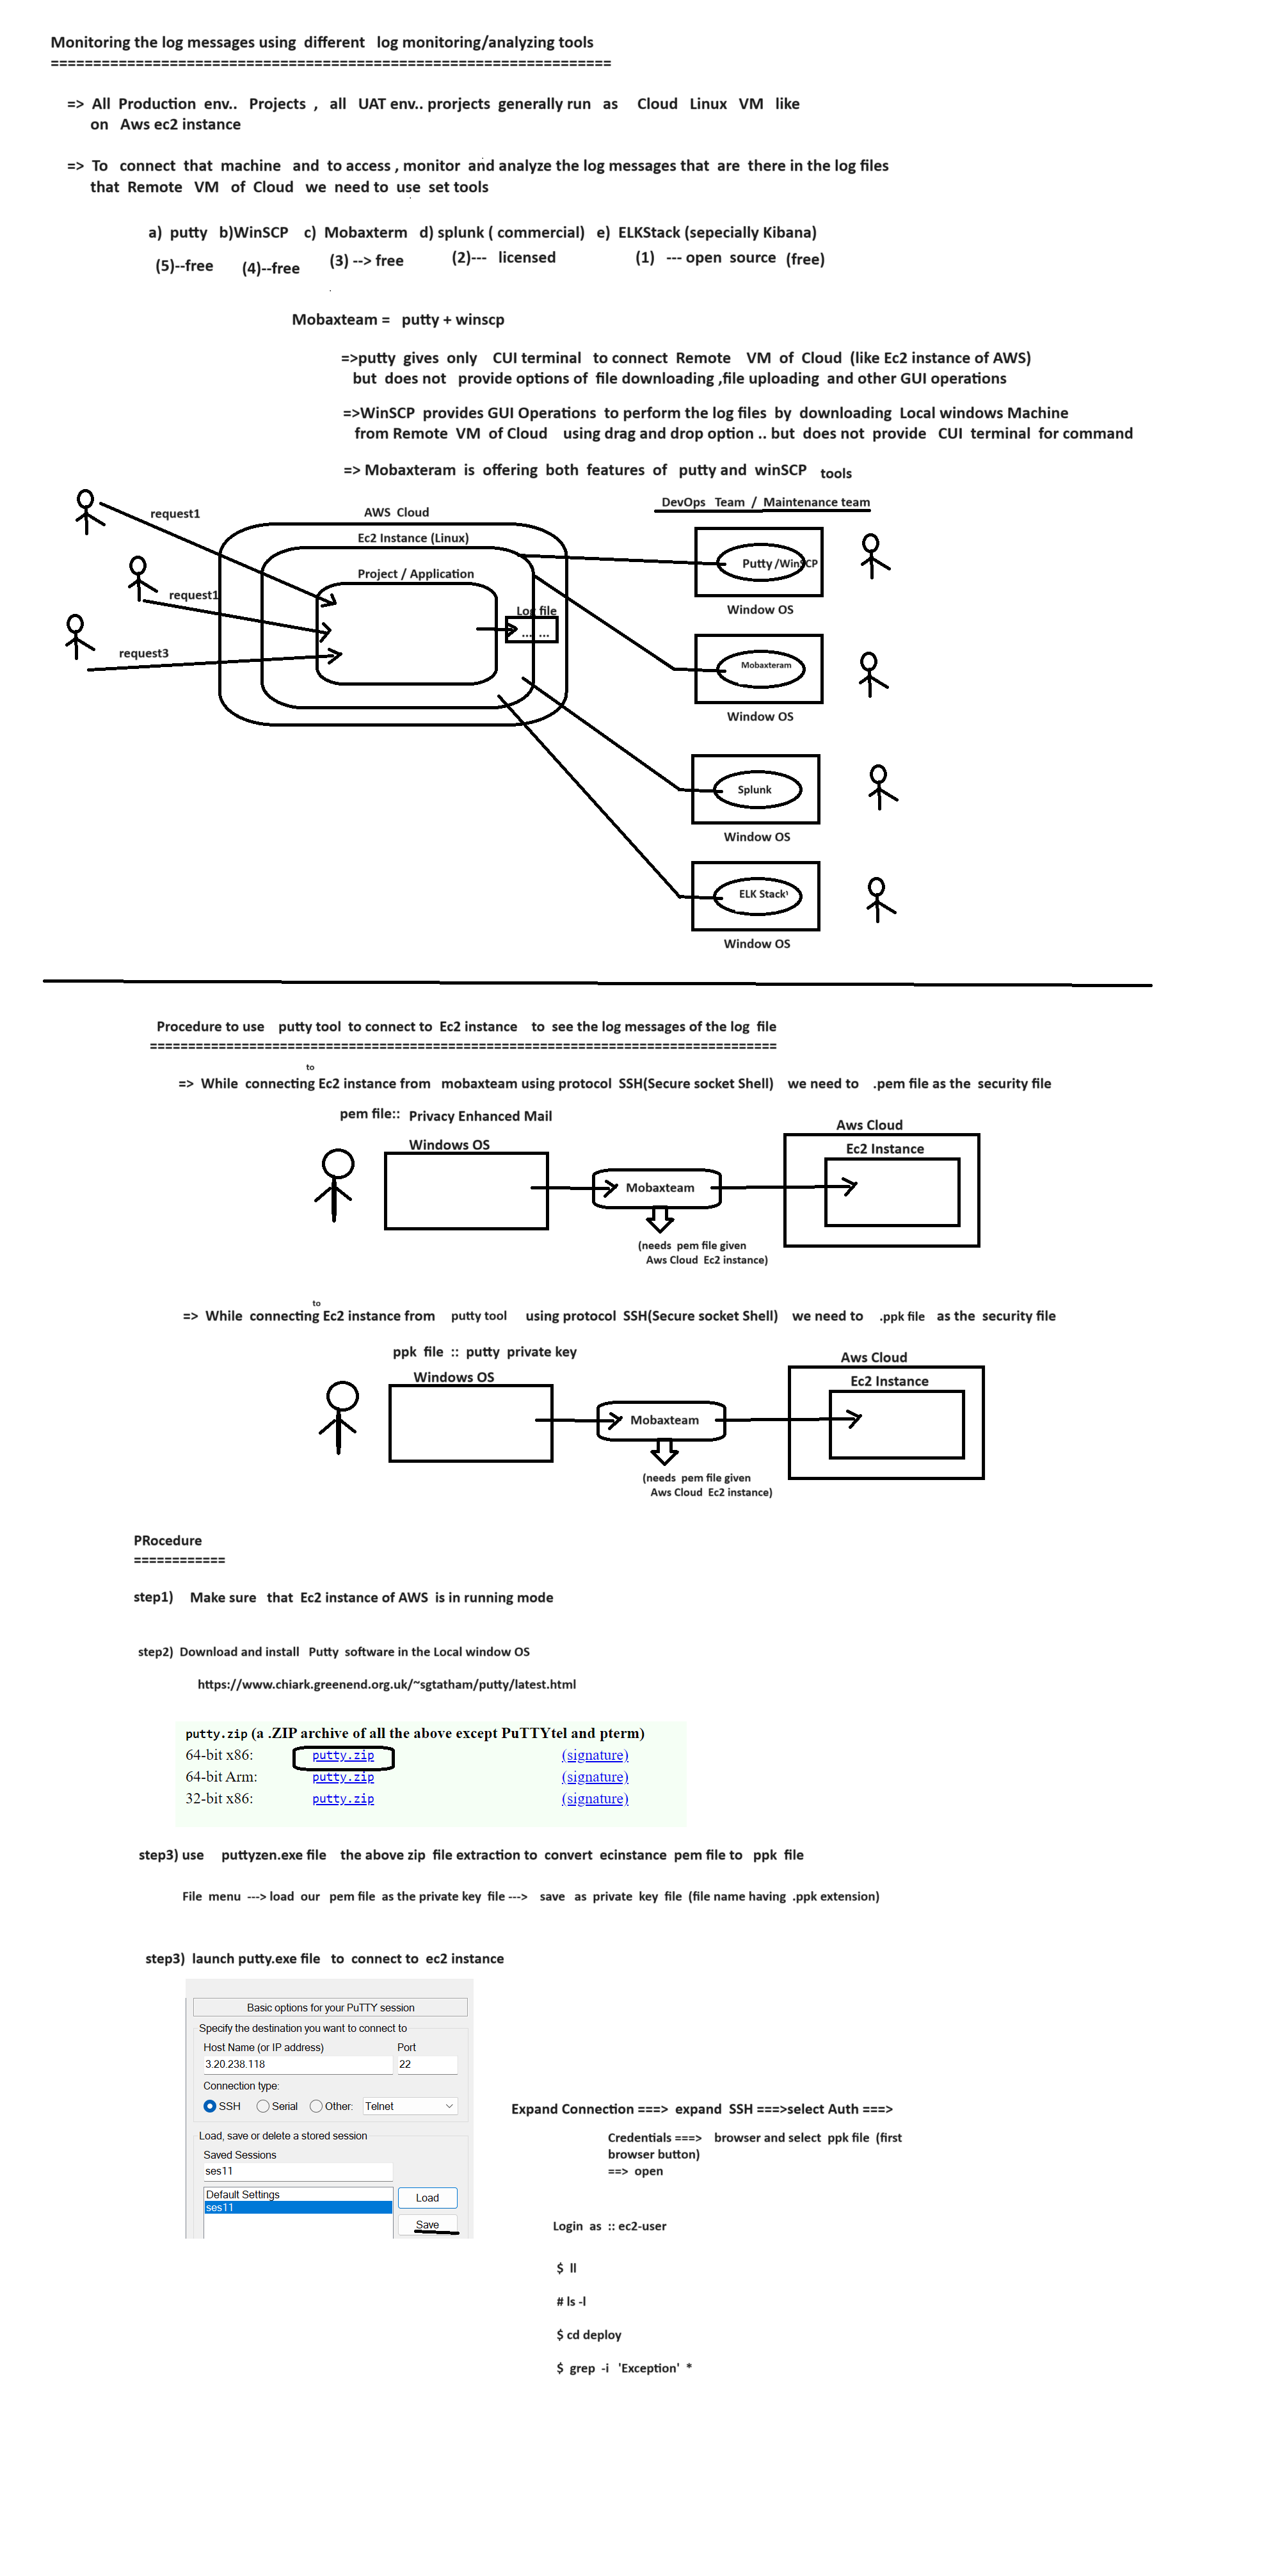 Monitoring the log messages using different log monitoring/analyzing tools
==================================================================
=> All Production env.. Projects , all UAT env.. prorjects generally run as Cloud Linux VM like
on Aws ec2 instance
=> To connect that machine and to access , monitor and analyze the log messages that are there in the log files
that Remote VM of Cloud we need to use set tools
a) putty b)WinSCP c) Mobaxterm d) splunk ( commercial) e) ELKStack (sepecially Kibana)
(5)--free (4)--free (3) --> free (2)--- licensed (1) --- open source (free)
Mobaxteam = putty + winscp
=>putty gives only CUI terminal to connect Remote VM of Cloud (like Ec2 instance of AWS)
but does not provide options of file downloading ,file uploading and other GUI operations
=>WinSCP provides GUI Operations to perform the log files by downloading Local windows Machine
from Remote VM of Cloud using drag and drop option .. but does not provide CUI terminal for command
=> Mobaxteram is offering both features of putty and winSCP tools
DevOps Team / Maintenance team
AWS Cloud
request1
Ec2 Instance (Linux)
Putty /WinSCP
Project / Application
request1
Log file
Window OS
.... ...
request3
Mobaxteram
Window OS
Splunk
Window OS
ELK Stack
Window OS
Procedure to use putty tool to connect to Ec2 instance to see the log messages of the log file
==================================================================================
to
=> While connecting Ec2 instance from mobaxteam using protocol SSH(Secure socket Shell) we need to .pem file as the security file
pem file:: Privacy Enhanced Mail
Aws Cloud
Windows OS
Ec2 Instance
Mobaxteam
(needs pem file given
Aws Cloud Ec2 instance)
to
=> While connecting Ec2 instance from putty tool using protocol SSH(Secure socket Shell) we need to .ppk file as the security file
ppk file :: putty private key
Aws Cloud
Windows OS
Ec2 Instance
Mobaxteam
(needs pem file given
Aws Cloud Ec2 instance)
PRocedure
============
step1) Make sure that Ec2 instance of AWS is in running mode
step2) Download and install Putty software in the Local window OS
https://www.chiark.greenend.org.uk/~sgtatham/putty/latest.html
putty.zip (a .ZIP archive of all the above except PuTTYtel and pterm)
64-bit x86: putty.zip (signature)
64-bit Arm: putty.zip (signature)
32-bit x86: putty.zip (signature)
step3) use puttyzen.exe file the above zip file extraction to convert ecinstance pem file to ppk file
File menu ---> load our pem file as the private key file ---> save as private key file (file name having .ppk extension)
step3) launch putty.exe file to connect to ec2 instance
Basic options for your PuTTY session
Specify the destination you want to connect to
Host Name (or IP address) Port
3.20.238.118 22
Connection type:
SSH Serial Other: Telnet
Load, save or delete a stored session
Saved Sessions
ses11
Default Settings
ses11
Load
Save
Expand Connection ===> expand SSH ===>select Auth ===>
Credentials ===> browser and select ppk file (first
browser button)
==> open
Login as :: ec2-user
$ ll
# ls -l
$ cd deploy
$ grep -i 'Exception' *